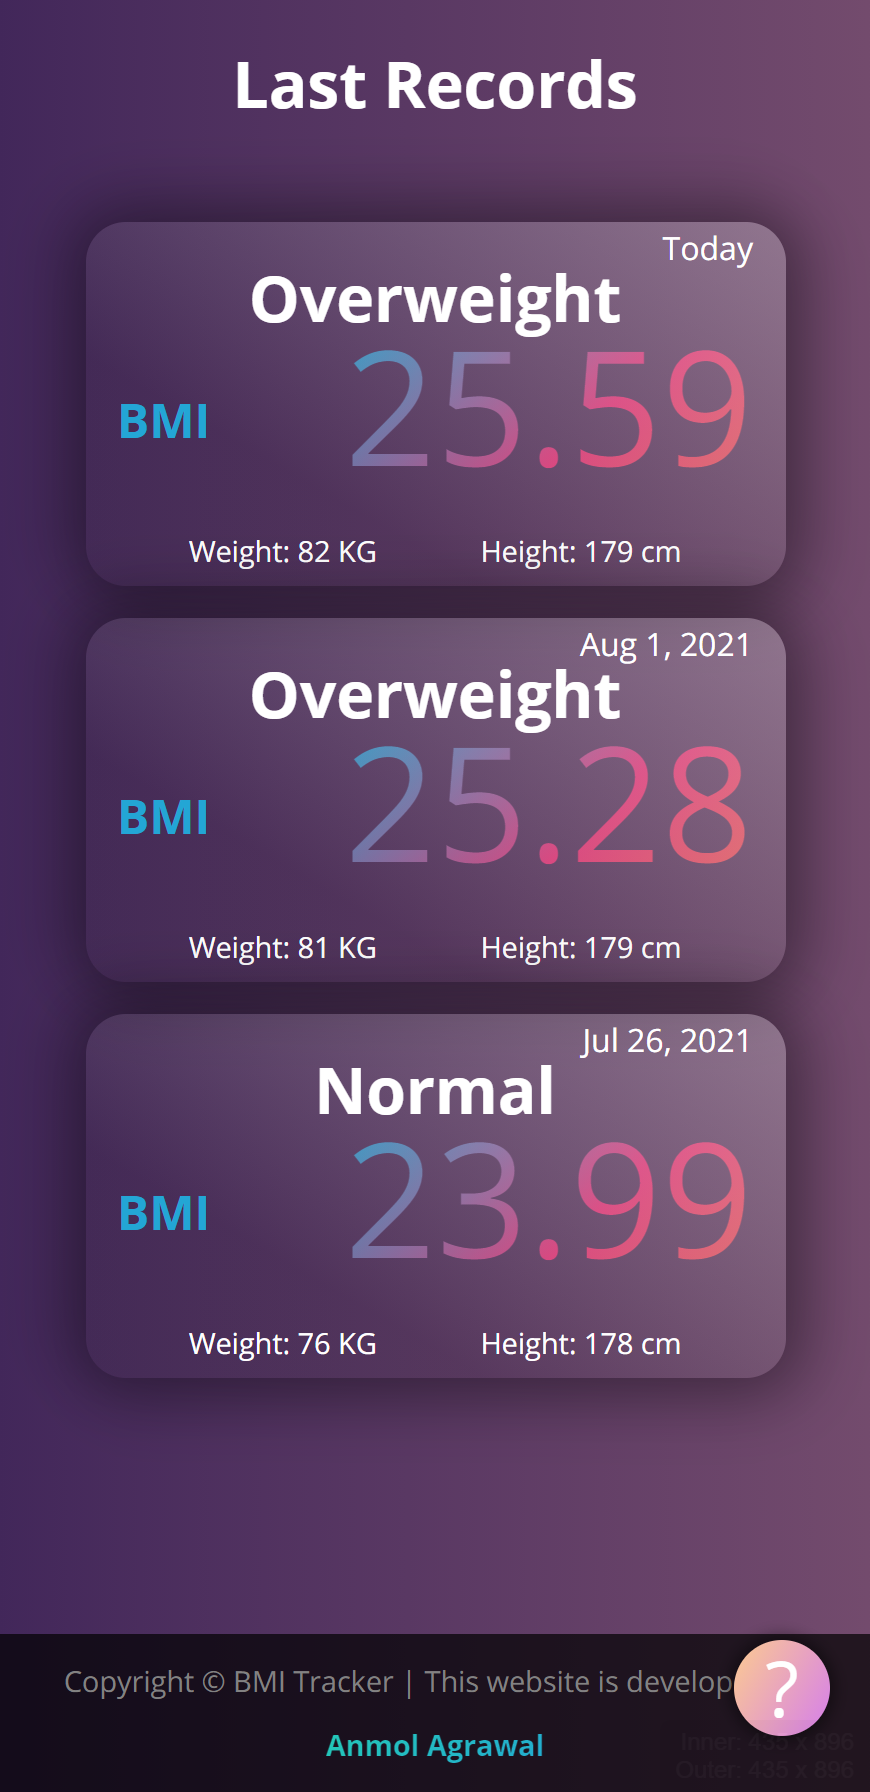 Last Records
Today
Overweight
BMI 25.59
Weight: 82 KG Height: 179 cm
Aug 1, 2021
Overweight
BMI 25.28
Weight: 81 KG Height: 179 cm
Jul 26, 2021
Normal
BMI 23.99
Weight: 76 KG Height: 178 cm
Copyright © BMI Tracker | This website is develop
?
Anmol Agrawal
Inner: 435 x 896
Outer: 435 x 896